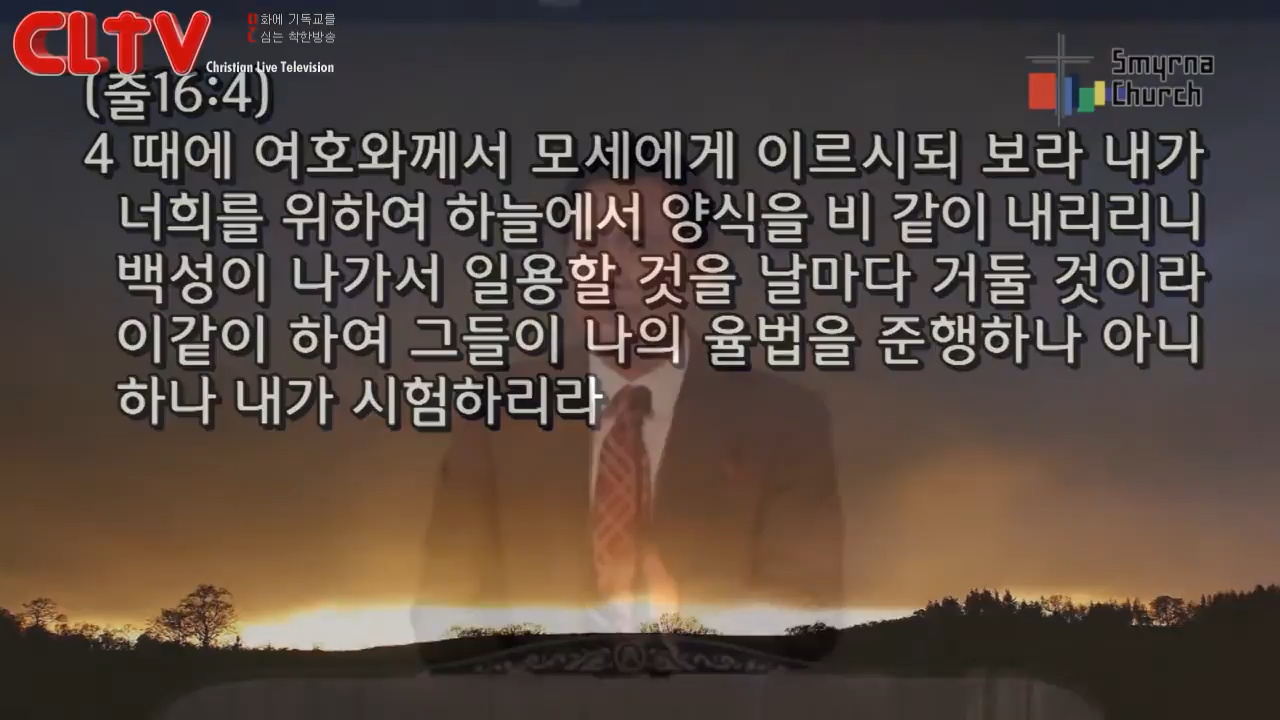 CLTV
화에 기독교를
심는 착한방송
Christian Live Television
Smyrna
Church
(출16:4)
4 때에 여호와께서 모세에게 이르시되 보라 내가
너희를 위하여 하늘에서 양식을 비 같이 내리리니
백성이 나가서 일용할 것을 날마다 거둘 것이라
이같이 하여 그들이 나의 율법을 준행하나 아니
하나 내가 시험하리라